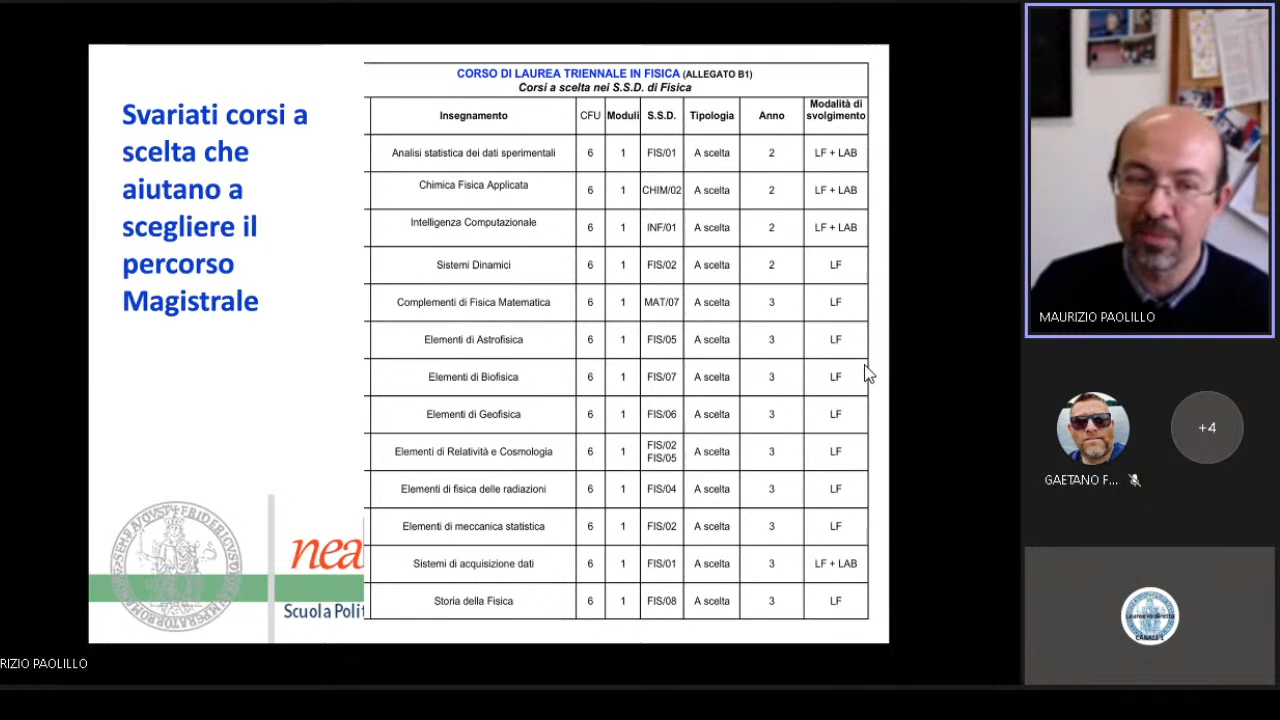 Svariati corsi a
scelta che
aiutano a
scegliere il
percorso
Magistrale
CORSO DI LAUREA TRIENNALE IN FISICA (ALLEGATO B1)
Corsi a scelta nei S.S.D. di Fisica
Insegnamento CFU Moduli S.S.D. Tipologia Anno Modalità di svolgimento
Analisi statistica dei dati sperimentali 6 1 FIS/01 A scelta 2 LF + LAB
Chimica Fisica Applicata 6 1 CHIM/02 A scelta 2 LF + LAB
Intelligenza Computazionale 6 1 INF/01 A scelta 2 LF + LAB
Sistemi Dinamici 6 1 FIS/02 A scelta 2 LF
Complementi di Fisica Matematica 6 1 MAT/07 A scelta 3 LF
Elementi di Astrofisica 6 1 FIS/05 A scelta 3 LF
Elementi di Biofisica 6 1 FIS/07 A scelta 3 LF
Elementi di Geofisica 6 1 FIS/06 A scelta 3 LF
Elementi di Relatività e Cosmologia 6 1 FIS/02 FIS/05 A scelta 3 LF
Elementi di fisica delle radiazioni 6 1 FIS/04 A scelta 3 LF
Elementi di meccanica statistica 6 1 FIS/02 A scelta 3 LF
Sistemi di acquisizione dati 6 1 FIS/01 A scelta 3 LF + LAB
Storia della Fisica 6 1 FIS/08 A scelta 3 LF
nea
Scuola Polit
RIZIO PAOLILLO
MAURIZIO PAOLILLO
GAETANO F...
+4
Lauree in diretta
CANALE 1